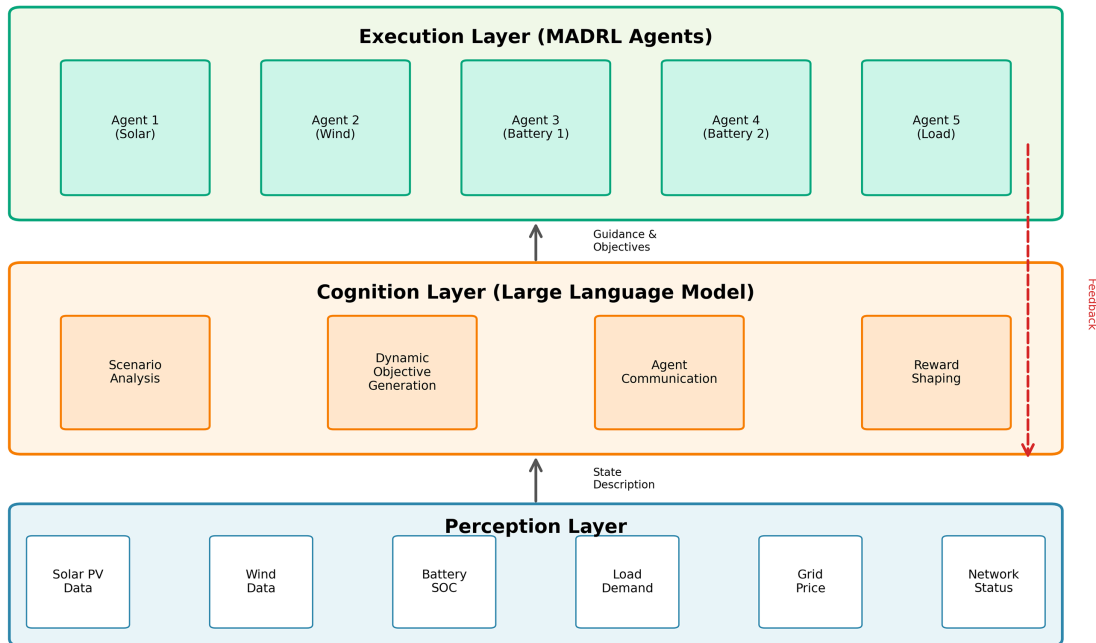 Execution Layer (MADRL Agents)
Agent 1
(Solar)
Agent 2
(Wind)
Agent 3
(Battery 1)
Agent 4
(Battery 2)
Agent 5
(Load)
Guidance &
Objectives
Cognition Layer (Large Language Model)
Feedback
Scenario
Analysis
Dynamic
Objective
Generation
Agent
Communication
Reward
Shaping
State
Description
Perception Layer
Solar PV
Data
Wind
Data
Battery
SOC
Load
Demand
Grid
Price
Network
Status